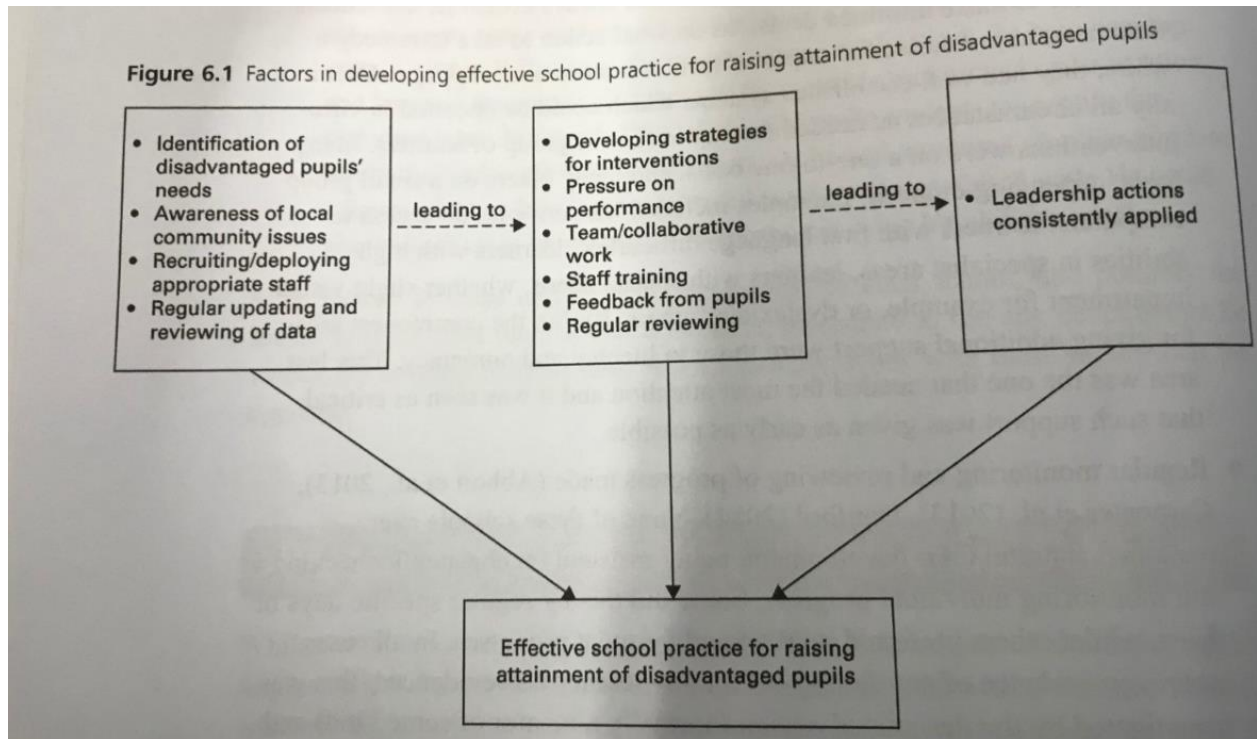 Figure 6.1 Factors in developing effective school practice for raising attainment of disadvantaged pupils
• Identification of
disadvantaged pupils'
needs
• Awareness of local
community issues
• Recruiting/deploying
appropriate staff
• Regular updating and
reviewing of data
leading to
• Developing strategies
for interventions
• Pressure on
performance
• Team/collaborative
work
• Staff training
• Feedback from pupils
• Regular reviewing
leading to
• Leadership actions
consistently applied
Effective school practice for raising
attainment of disadvantaged pupils